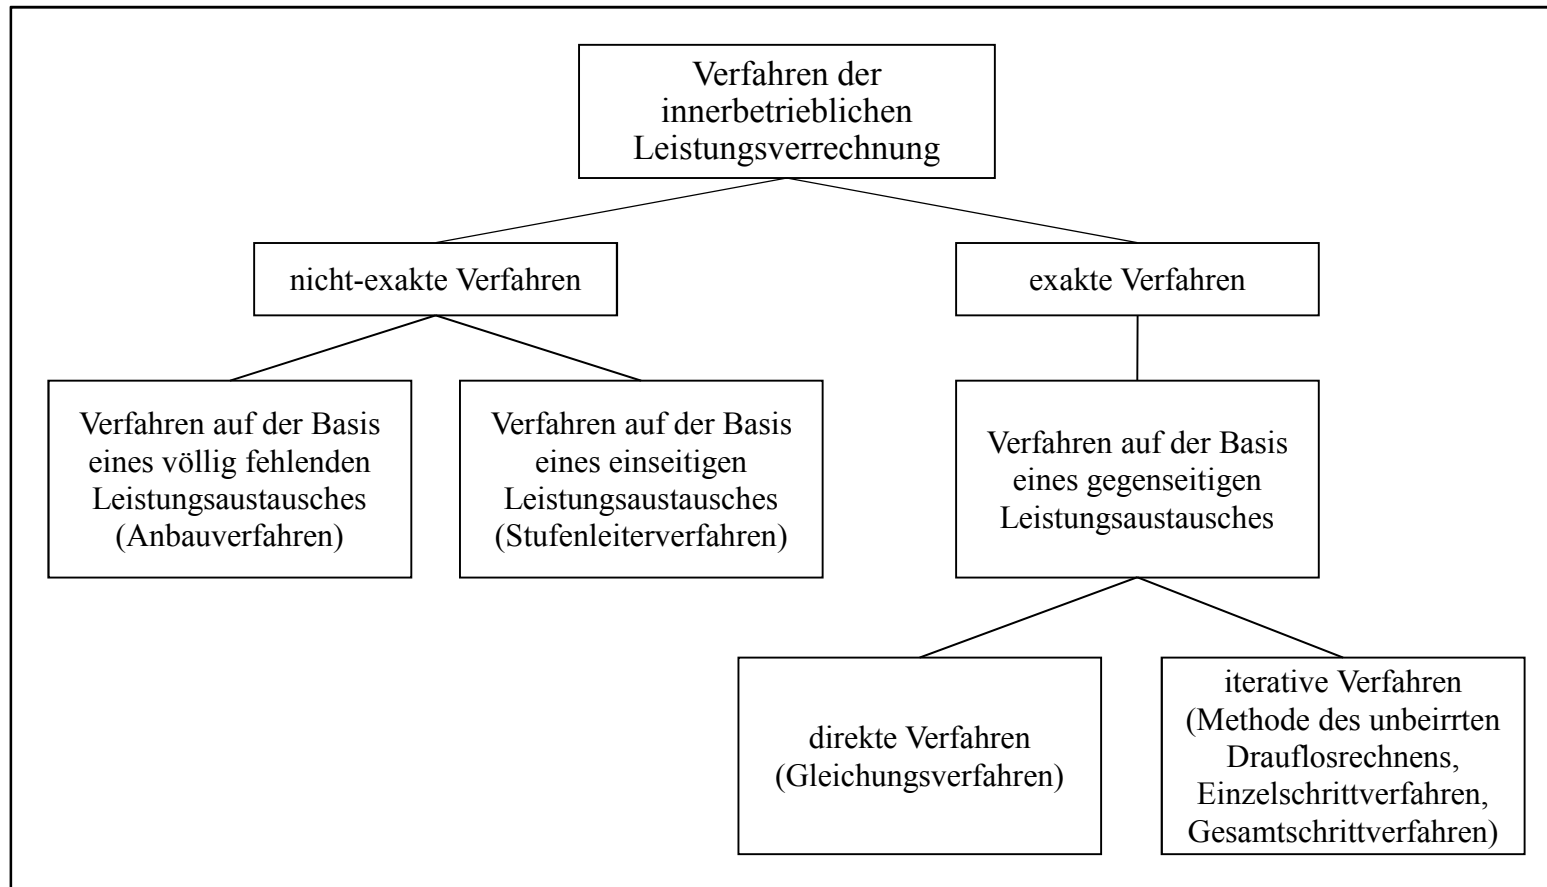 Verfahren der
innerbetrieblichen
Leistungsverrechnung
nicht-exakte Verfahren
exakte Verfahren
Verfahren auf der Basis
eines völlig fehlenden
Leistungsaustausches
(Anbauverfahren)
Verfahren auf der Basis
eines einseitigen
Leistungsaustausches
(Stufenleiterverfahren)
Verfahren auf der Basis
eines gegenseitigen
Leistungsaustausches
direkte Verfahren
(Gleichungsverfahren)
iterative Verfahren
(Methode des unbeirrten
Drauflosrechnens,
Einzelschrittverfahren,
Gesamtschrittverfahren)